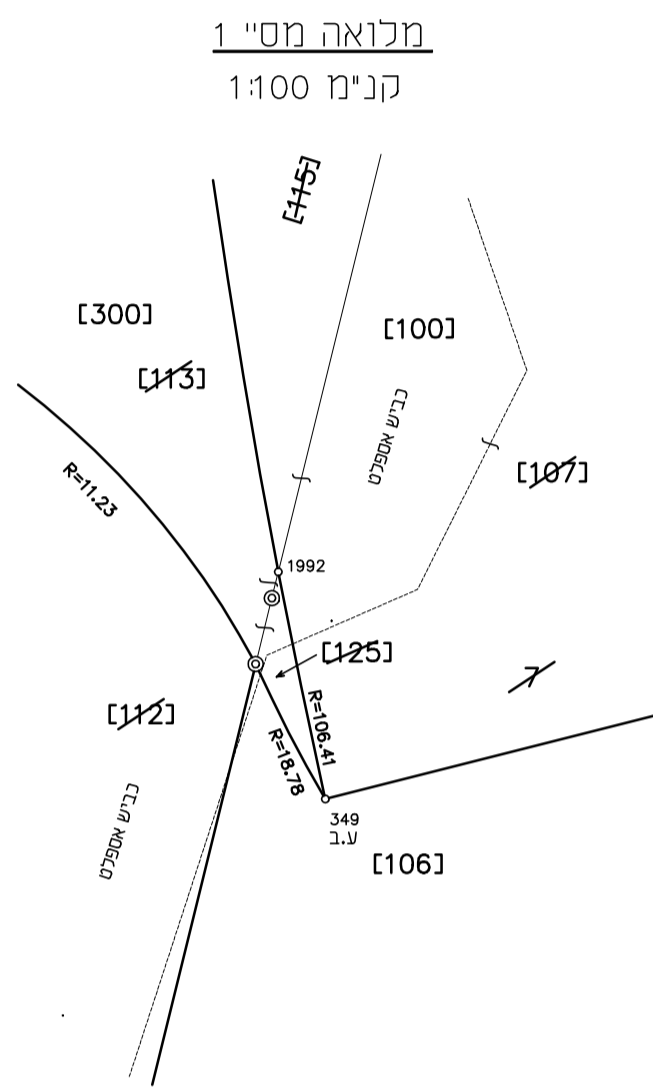 מלואה מס'' 1
קנ"מ 1:100
[115]
[300]
[100]
[113]
כביש אספלט
[107]
R=11.23
1992
[125]
7
[112]
R=106.41
R=18.78
349
ע.ב
כביש אספלט
[106]